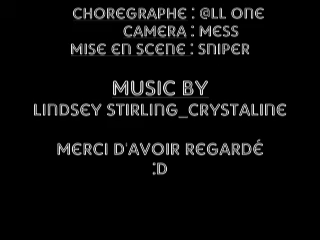 CHOREGRAPHE : @LL ONE
CAMERA : MESS
MISE EN SCENE : SNIPER
MUSIC BY
LINDSEY STIRLING_CRYSTALINE
MERCI D'AVOIR REGARDÉ
:D